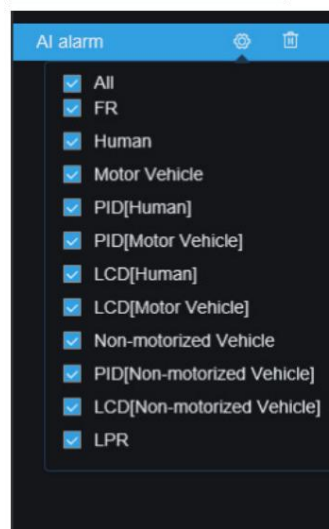 AI alarm
All
FR
Human
Motor Vehicle
PID[Human]
PID[Motor Vehicle]
LCD[Human]
LCD[Motor Vehicle]
Non-motorized Vehicle
PID[Non-motorized Vehicle]
LCD[Non-motorized Vehicle]
LPR